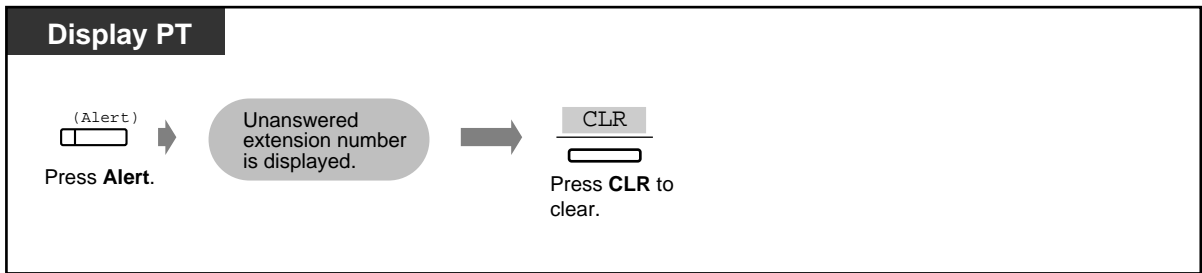 Display PT
(Alert)
Press Alert.
Unanswered
extension number
is displayed.
CLR
Press CLR to
clear.